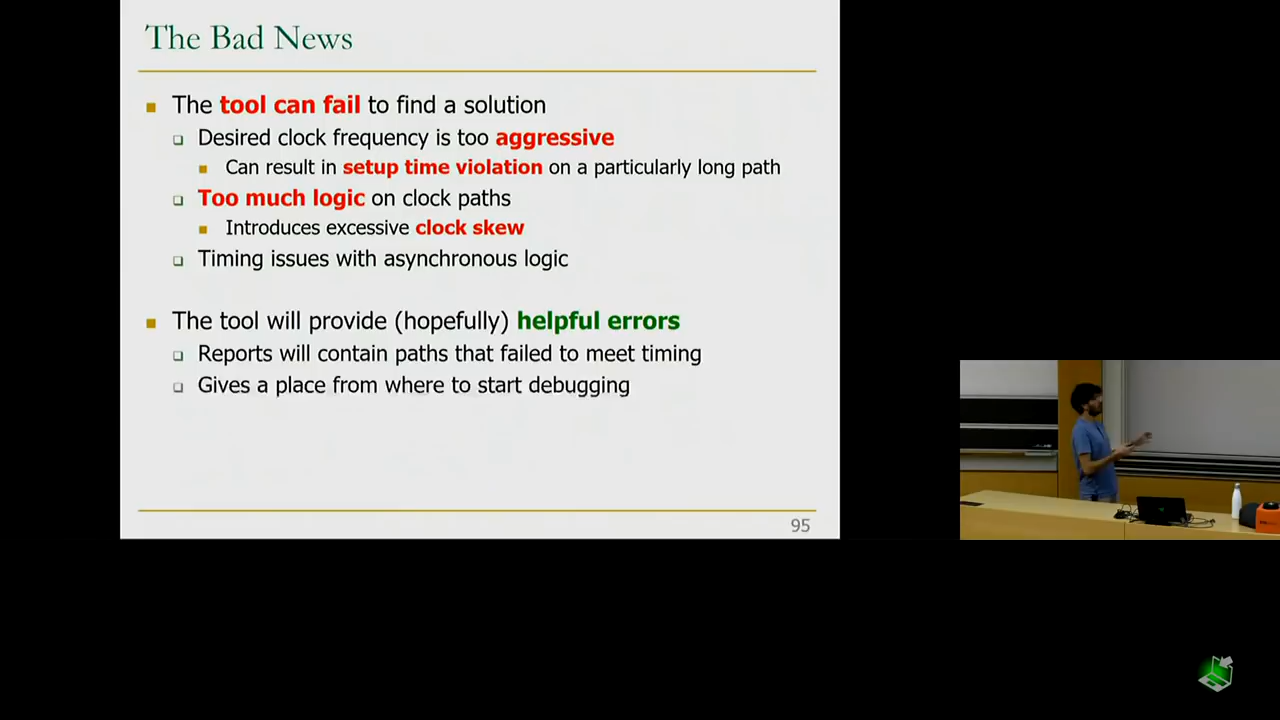 The Bad News
The tool can fail to find a solution
Desired clock frequency is too aggressive
Can result in setup time violation on a particularly long path
Too much logic on clock paths
Introduces excessive clock skew
Timing issues with asynchronous logic
The tool will provide (hopefully) helpful errors
Reports will contain paths that failed to meet timing
Gives a place from where to start debugging
95